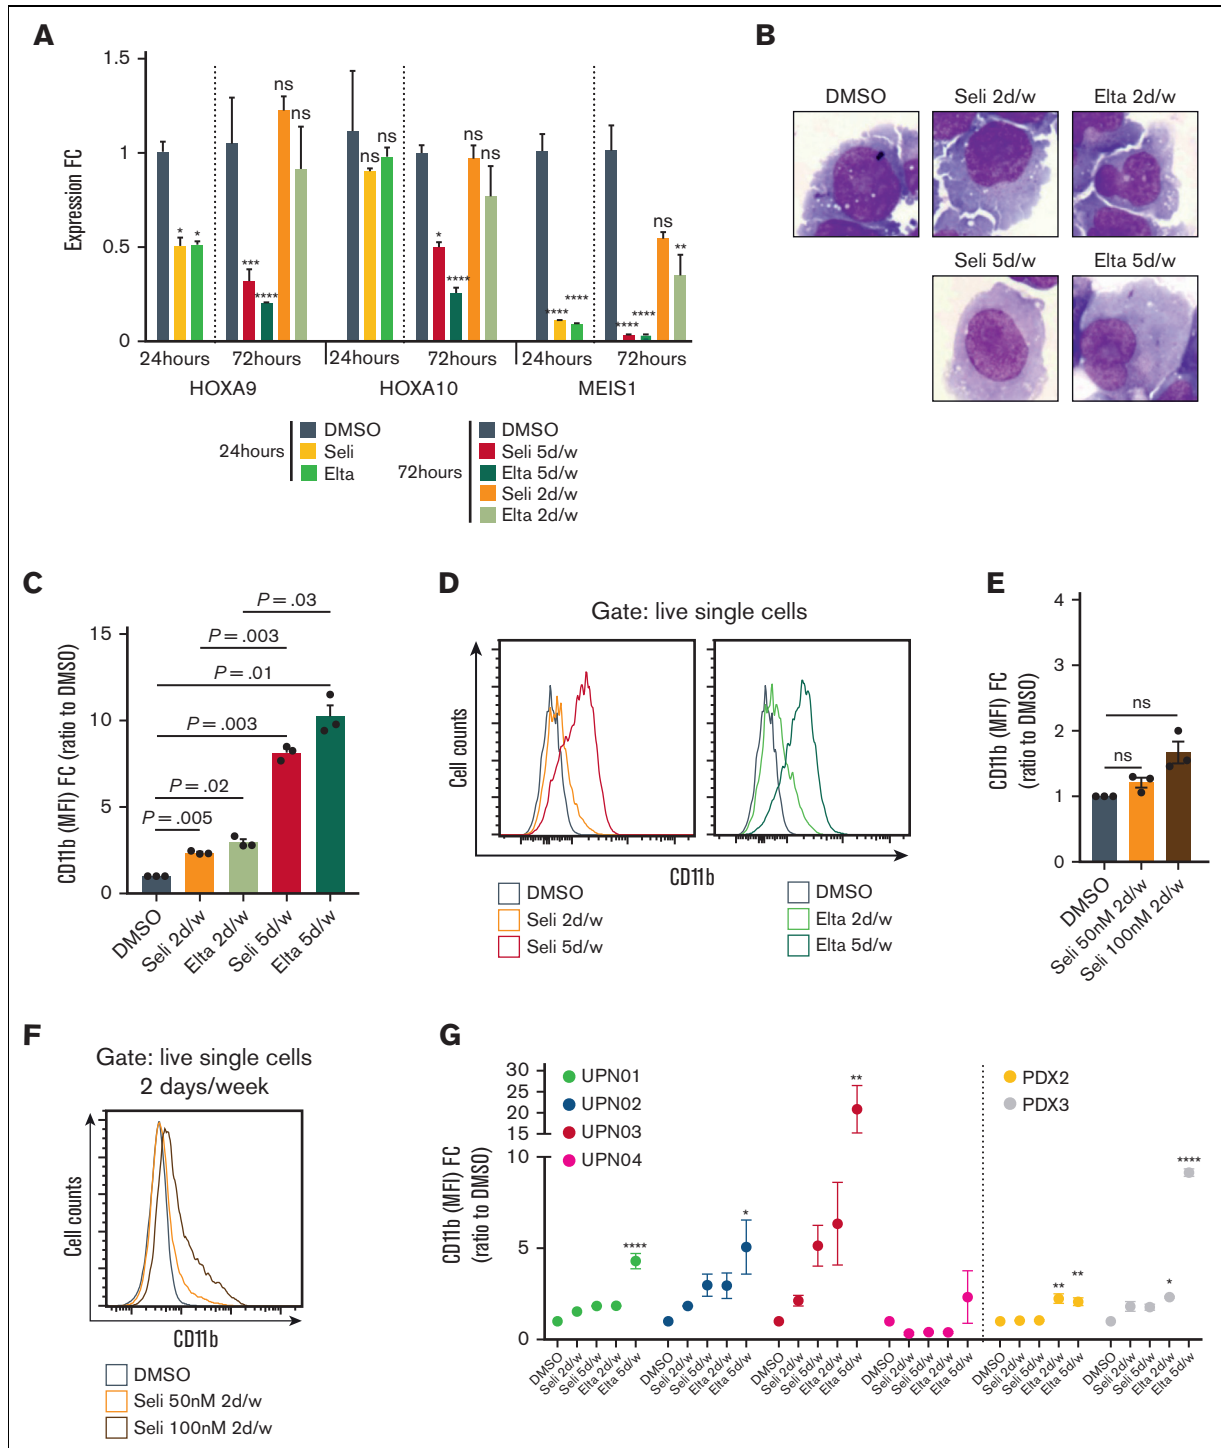 A
Expression FC
1.5
1
0.5
0
* *
*** **** ns ns
ns ns
* **** ns ns
**** ****
**** **** ns **
24hours 72hours 24hours 72hours 24hours 72hours
HOXA9 HOXA10 MEIS1
24hours
DMSO
Seli
Elta
72hours
DMSO
Seli 5d/w
Elta 5d/w
Seli 2d/w
Elta 2d/w
B
DMSO Seli 2d/w Elta 2d/w
Seli 5d/w Elta 5d/w
C
CD11b (MFI) FC (ratio to DMSO)
15
10
5
0
P = .03
P = .003
P = .01
P = .003
P = .02
P = .005
DMSO
Seli 2d/w
Elta 2d/w
Seli 5d/w
Elta 5d/w
D
Gate: live single cells
Cell counts
CD11b
DMSO
Seli 2d/w
Seli 5d/w
DMSO
Elta 2d/w
Elta 5d/w
E
CD11b (MFI) FC
(ratio to DMSO)
4
3
2
1
0
ns
ns
DMSO
Seli 50nM 2d/w
Seli 100nM 2d/w
F
Gate: live single cells
2 days/week
Cell counts
CD11b
DMSO
Seli 50nM 2d/w
Seli 100nM 2d/w
G
CD11b (MFI) FC
(ratio to DMSO)
30
25
20
15
10
5
0
UPN01
UPN02
UPN03
UPN04
PDX2
PDX3
**** * ** ** ** * ****
DMSO Seli 2d/w Seli 5d/w Elta 2d/w Elta 5d/w
DMSO Seli 2d/w Seli 5d/w Elta 2d/w Elta 5d/w
DMSO Seli 2d/w Seli 5d/w Elta 2d/w Elta 5d/w
DMSO Seli 2d/w Seli 5d/w Elta 2d/w Elta 5d/w
DMSO Seli 2d/w Seli 5d/w Elta 2d/w Elta 5d/w
DMSO Seli 2d/w Seli 5d/w Elta 2d/w Elta 5d/w